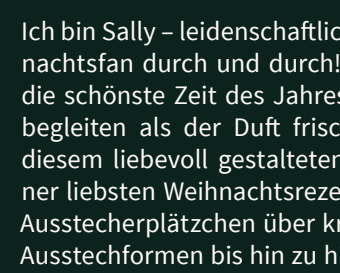 Ich bin Sally – leidenschaftlic
nachtsfan durch und durch!
die schönste Zeit des Jahres
begleiten als der Duft frisc
diesem liebevoll gestalteten
ner liebsten Weihnachtsreze
Ausstecherplätzchen über kr
Ausstechformen bis hin zu h